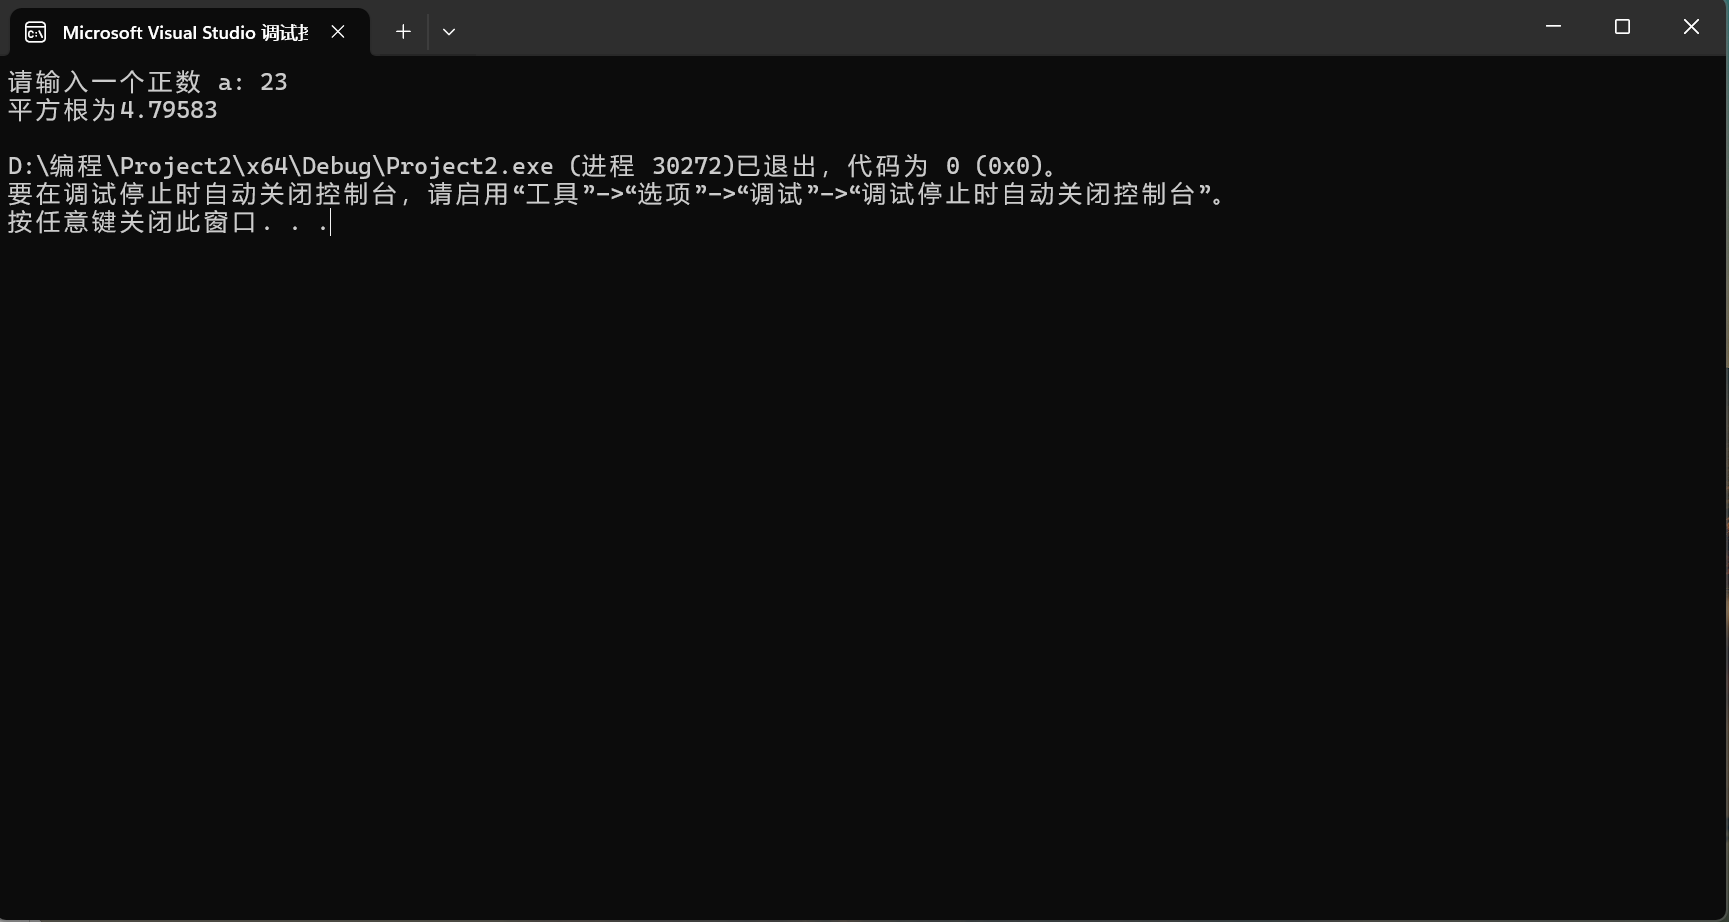 Microsoft Visual Studio 调试
请输入一个正数 a: 23
平方根为4.79583
D:\编程\Project2\x64\Debug\Project2.exe (进程 30272)已退出，代码为 0 (0x0)。
要在调试停止时自动关闭控制台，请启用“工具”->“选项”->“调试”->“调试停止时自动关闭控制台”。
按任意键关闭此窗口. . .